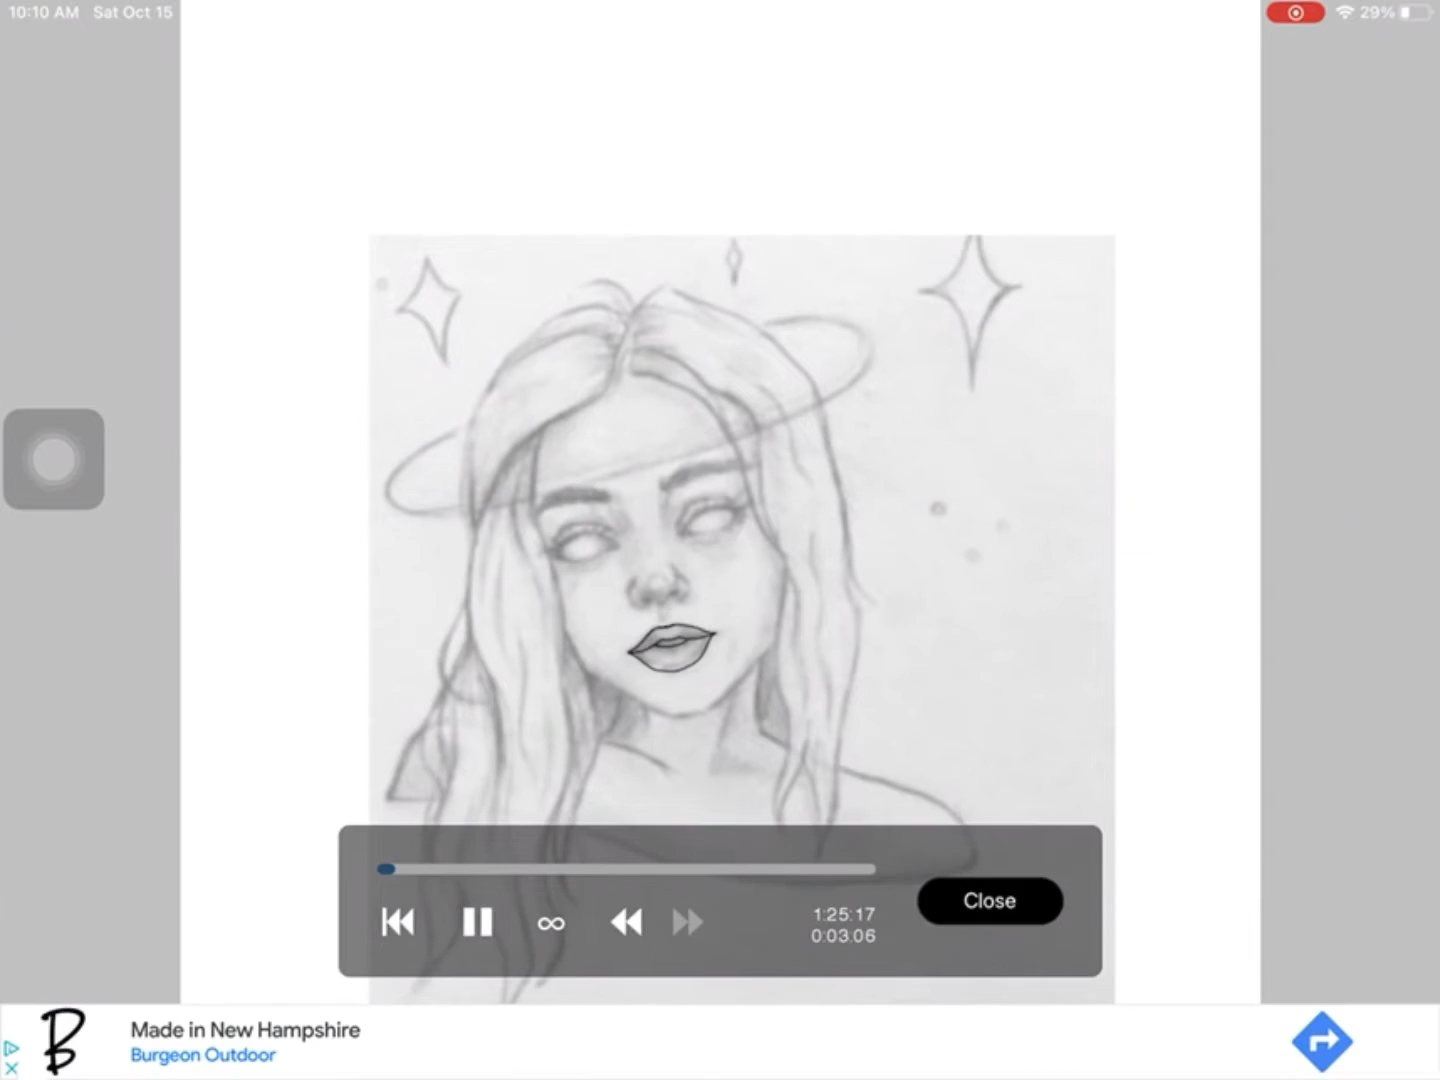 10:10 AM Sat Oct 15
29%
1:25:17
0:03:06
Close
B
Made in New Hampshire
Burgeon Outdoor